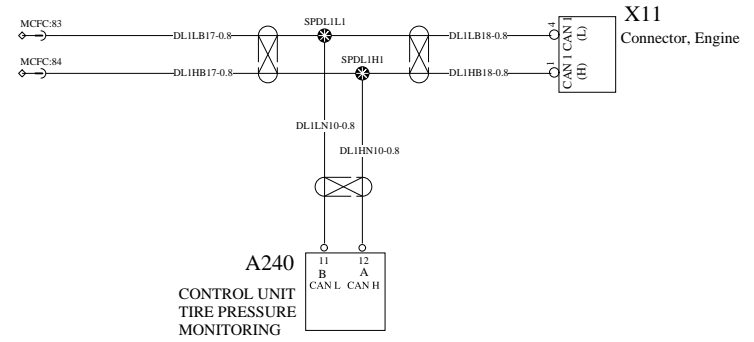 MCFC:83
DL1LB17-0.8
SPDL1L1
DL1LB18-0.8
4
CAN 1
(L)
X11
Connector, Engine
MCFC:84
DL1HB17-0.8
SPDL1H1
DL1HB18-0.8
1
CAN 1
(H)
DL1LN10-0.8
DL1HN10-0.8
A240
CONTROL UNIT
TIRE PRESSURE
MONITORING
11
B
CAN L
12
A
CAN H